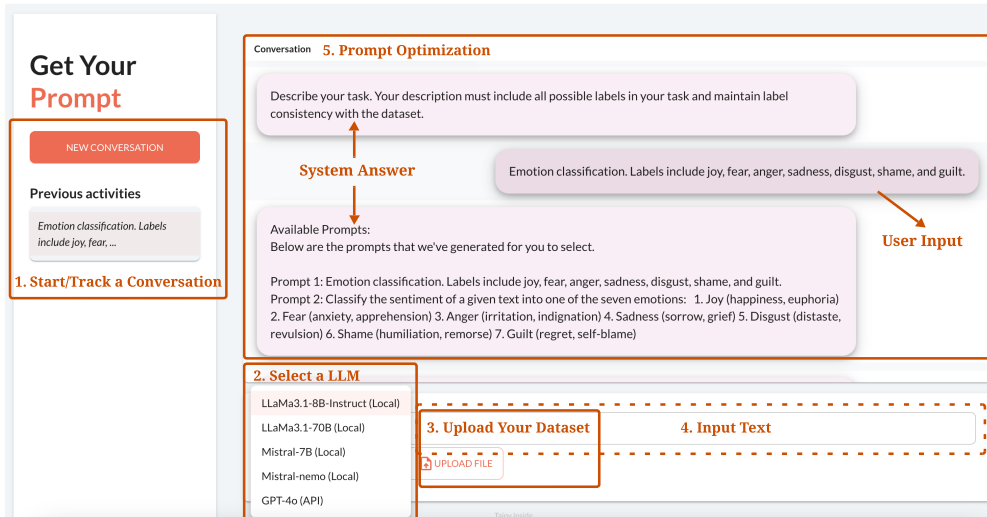 Get Your
Prompt
NEW CONVERSATION
Previous activities
Emotion classification. Labels
include joy, fear, ...
1. Start/Track a Conversation
Conversation 5. Prompt Optimization
Describe your task. Your description must include all possible labels in your task and maintain label
consistency with the dataset.
System Answer
Emotion classification. Labels include joy, fear, anger, sadness, disgust, shame, and guilt.
User Input
Available Prompts:
Below are the prompts that we've generated for you to select.
Prompt 1: Emotion classification. Labels include joy, fear, anger, sadness, disgust, shame, and guilt.
Prompt 2: Classify the sentiment of a given text into one of the seven emotions: 1. Joy (happiness, euphoria)
2. Fear (anxiety, apprehension) 3. Anger (irritation, indignation) 4. Sadness (sorrow, grief) 5. Disgust (distaste,
revulsion) 6. Shame (humiliation, remorse) 7. Guilt (regret, self-blame)
2. Select a LLM
LLaMa3.1-8B-Instruct (Local)
LLaMa3.1-70B (Local)
Mistral-7B (Local)
Mistral-nemo (Local)
GPT-4o (API)
3. Upload Your Dataset
4. Input Text
UPLOAD FILE